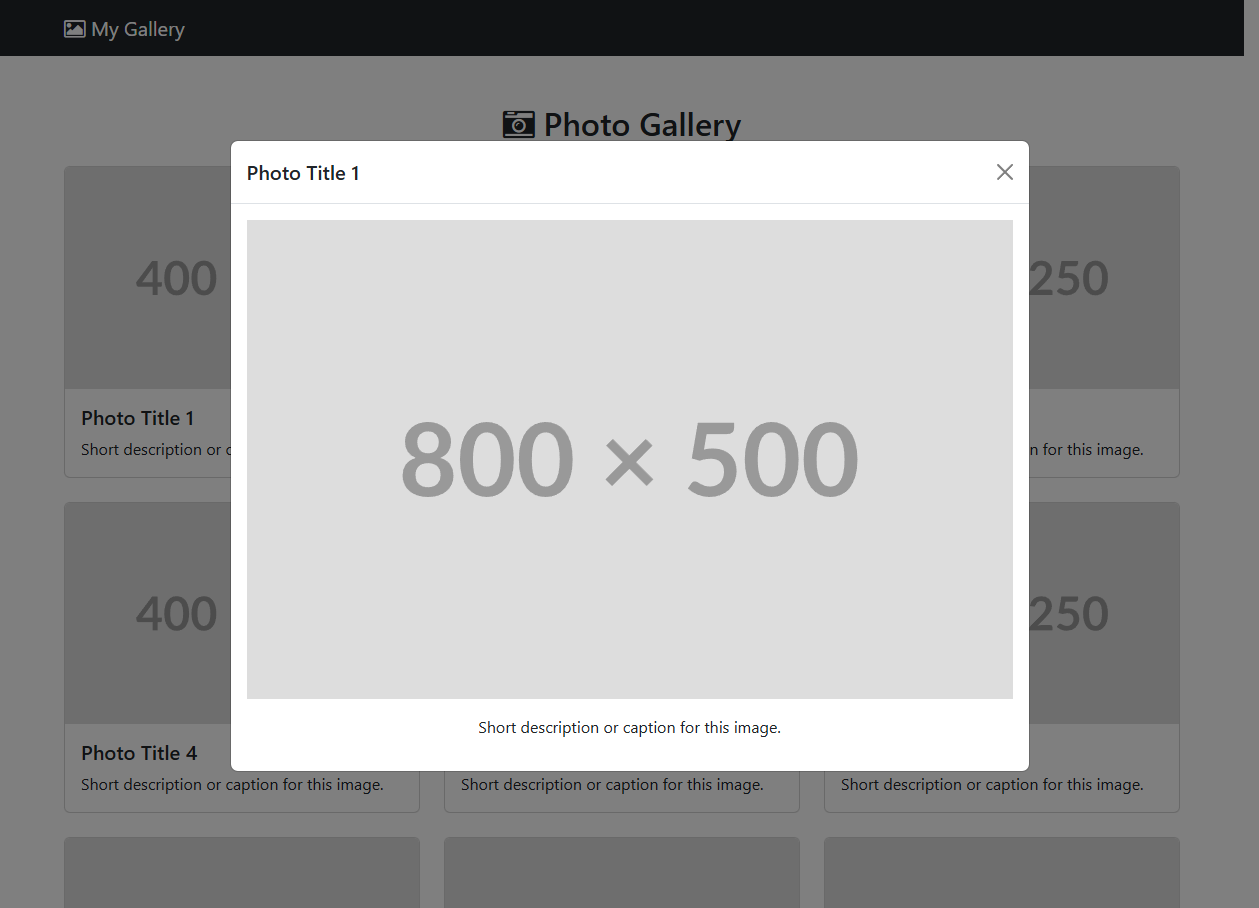 My Gallery
Photo Gallery
Photo Title 1
800 × 500
Short description or caption for this image.
400
250
Photo Title 1
Short description or
for this image.
400
250
Photo Title 4
Short description or caption for this image.
Short description or caption for this image.
Short description or caption for this image.